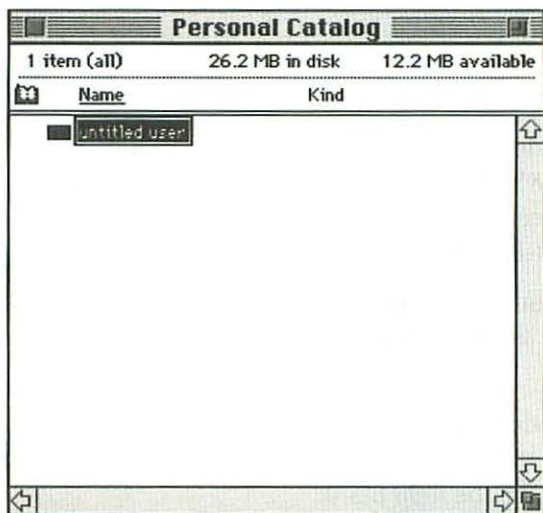 Personal Catalog
1 item (all) 26.2 MB in disk 12.2 MB available
Name Kind
untitled user